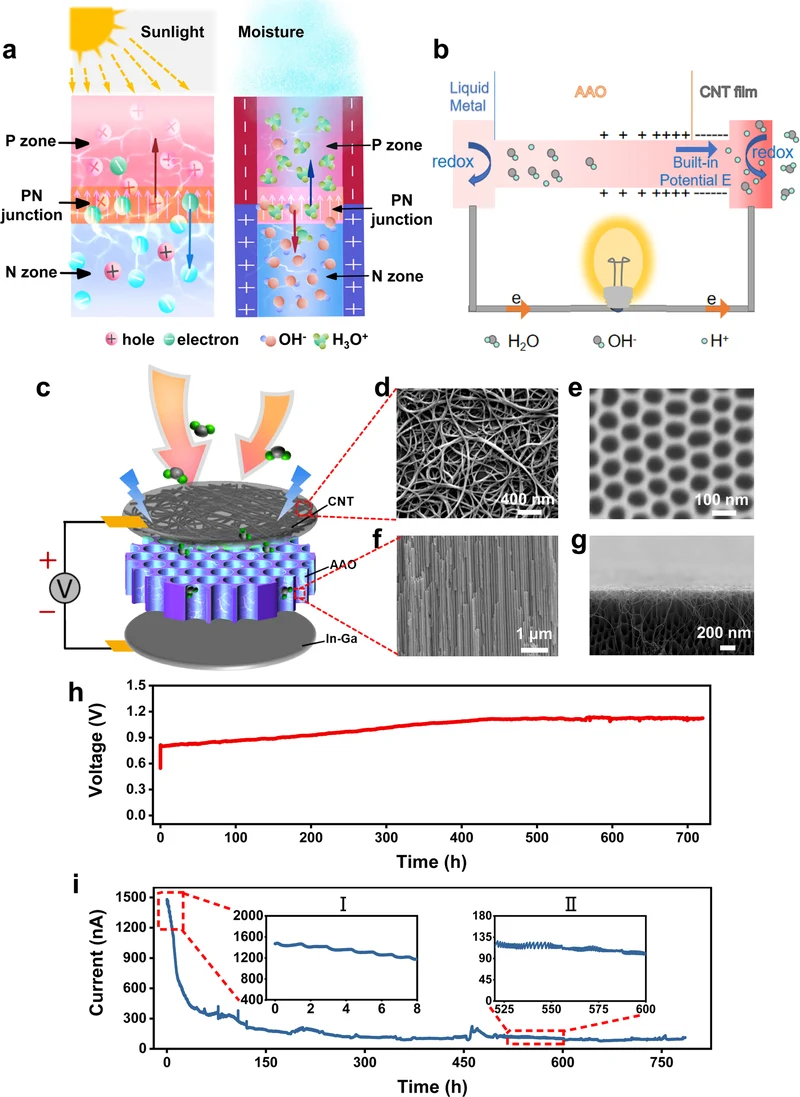 a
Sunlight
Moisture
P zone
PN
junction
N zone
P zone
PN
junction
N zone
hole
electron
OH-
H3O+
b
Liquid
Metal
AAO
CNT film
+ + + ++++ -----
redox
Built-in
Potential E
redox
+ + + ++++ -----
e
e
H2O
OH-
H+
c
CNT
AAO
In-Ga
+
V
−
d
400 nm
e
100 nm
f
1 μm
g
200 nm
h
Voltage (V)
1.5
1.2
0.9
0.6
0.3
0.0
0 100 200 300 400 500 600 700
Time (h)
i
Current (nA)
1500
1200
900
600
300
0
I
2000
1600
1200
800
400
0 2 4 6 8
II
180
135
90
45
0
525 550 575 600
0 150 300 450 600 750
Time (h)